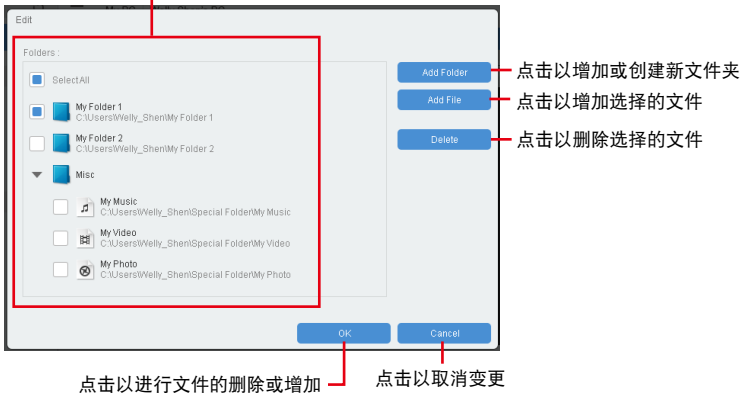 Edit
Folders :
SelectAll
Add Folder
点击以增加或创建新文件夹
My Folder 1
C:\Users\Welly_Shen\My Folder 1
Add File
点击以增加选择的文件
My Folder 2
C:\Users\Welly_Shen\My Folder 2
Delete
点击以删除选择的文件
Misc
My Music
C:\Users\Welly_Shen\Special Folder\My Music
My Video
C:\Users\Welly_Shen\Special Folder\My Video
My Photo
C:\Users\Welly_Shen\Special Folder\My Photo
OK
Cancel
点击以进行文件的删除或增加
点击以取消变更